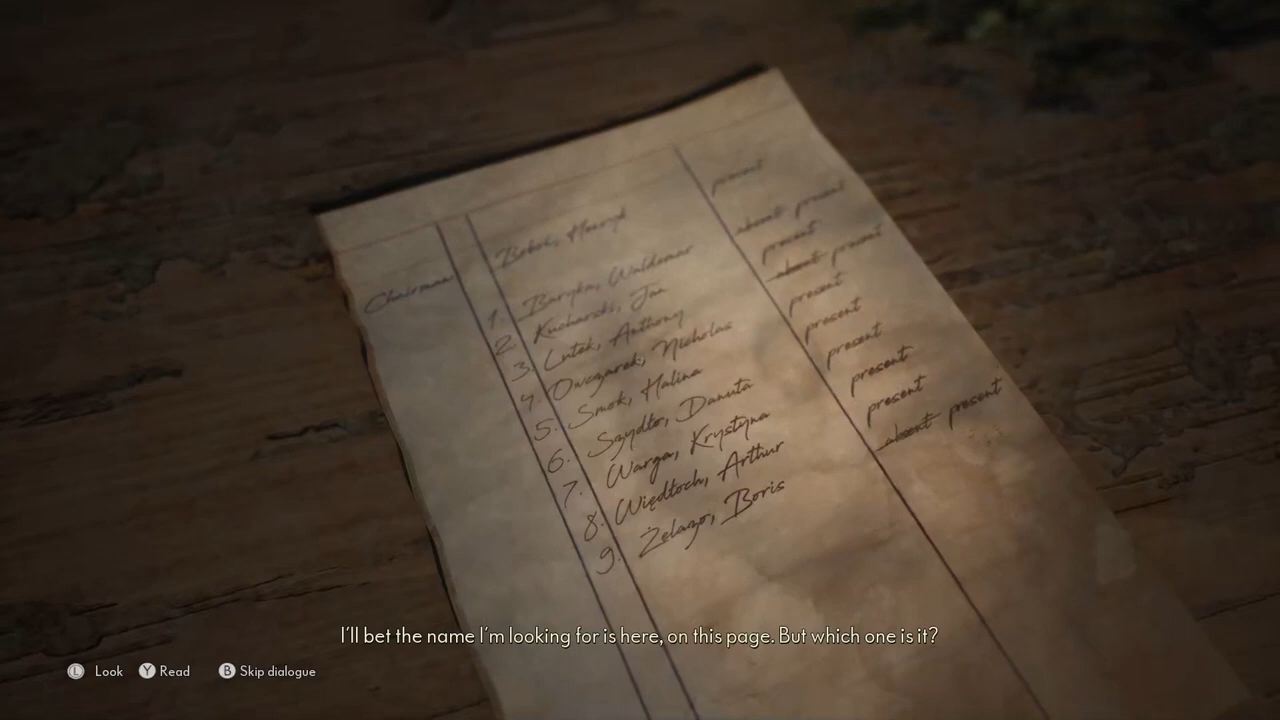 Chairman Bobok, Henryk present
1. Baryka, Waldemar absent present
2. Kucharski, Jan present
3. Lutek, Anthony absent present
4. Owczarek, Nicholas present
5. Smok, Halina present
6. Szydło, Danuta present
7. Warga, Krystyna present
8. Więdłoch, Arthur present
9. Żelazo, Boris absent present
I'll bet the name I'm looking for is here, on this page. But which one is it?
L Look Y Read B Skip dialogue